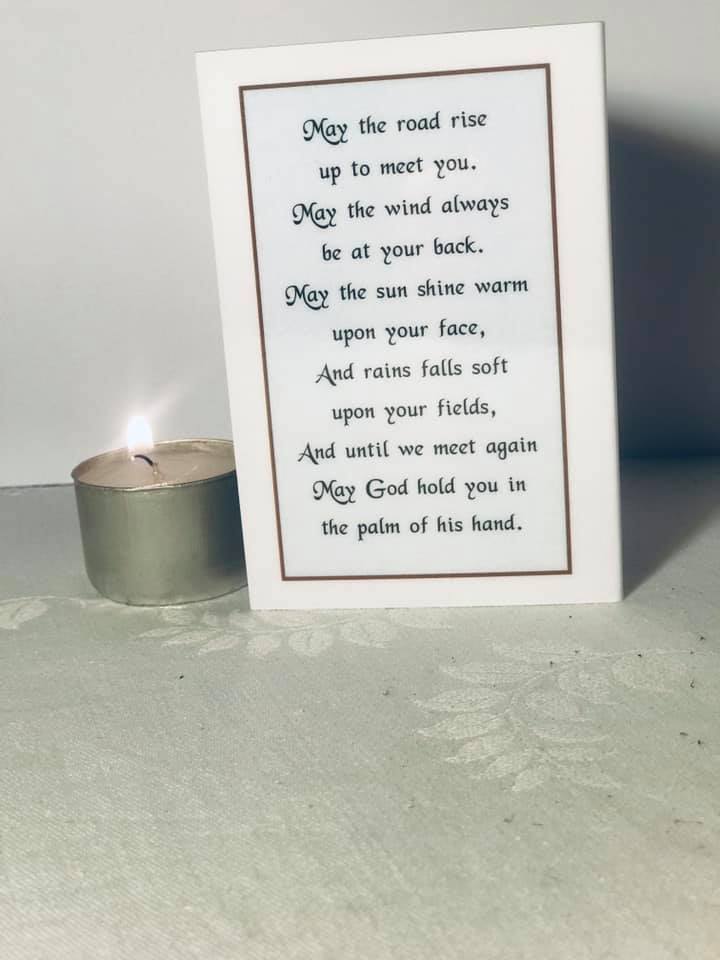 May the road rise
up to meet you.
May the wind always
be at your back.
May the sun shine warm
upon your face,
And rains falls soft
upon your fields,
And until we meet again
May God hold you in
the palm of his hand.